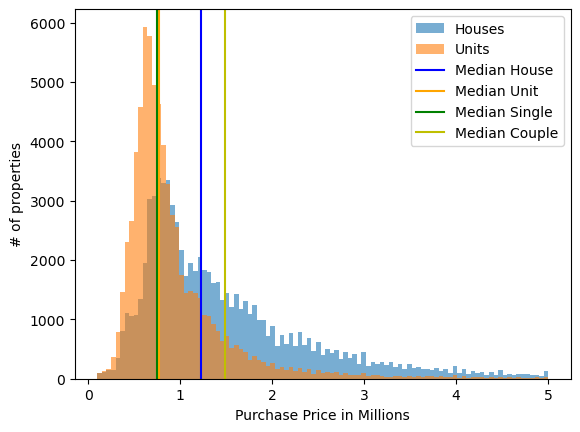 Houses
Units
Median House
Median Unit
Median Single
Median Couple
# of properties
6000
5000
4000
3000
2000
1000
0
0 1 2 3 4 5
Purchase Price in Millions